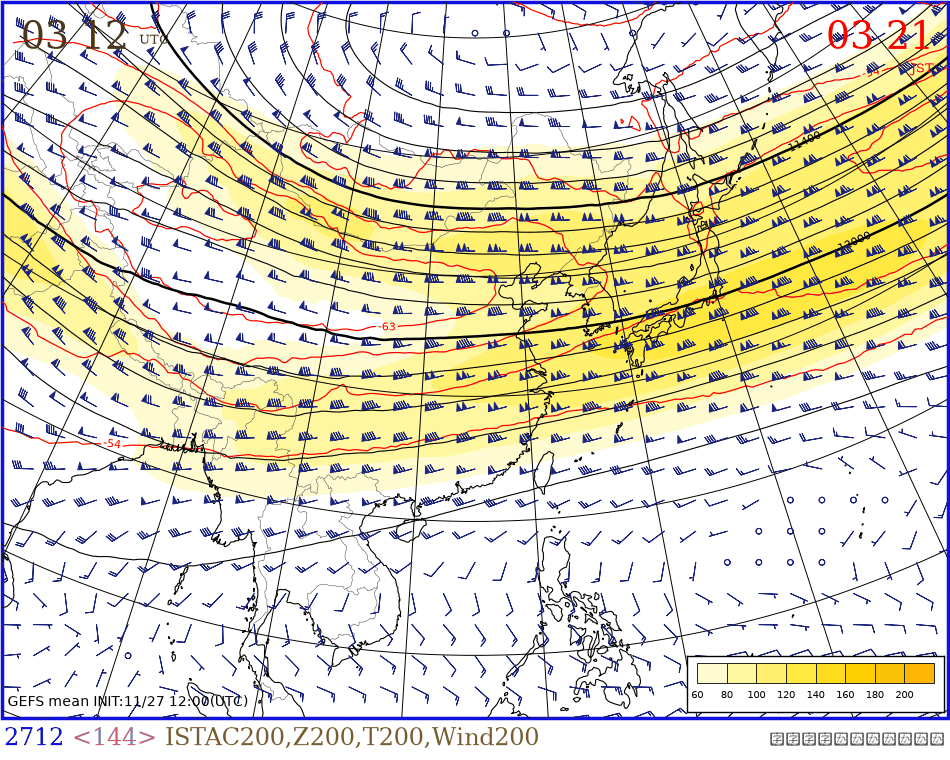 03 12 UTC
03 21 JST
-54
11400
12000
-63
-54
60 80 100 120 140 160 180 200
GEFS mean INIT:11/27 12:00(UTC)
2712 <144> ISTAC200,Z200,T200,Wind200